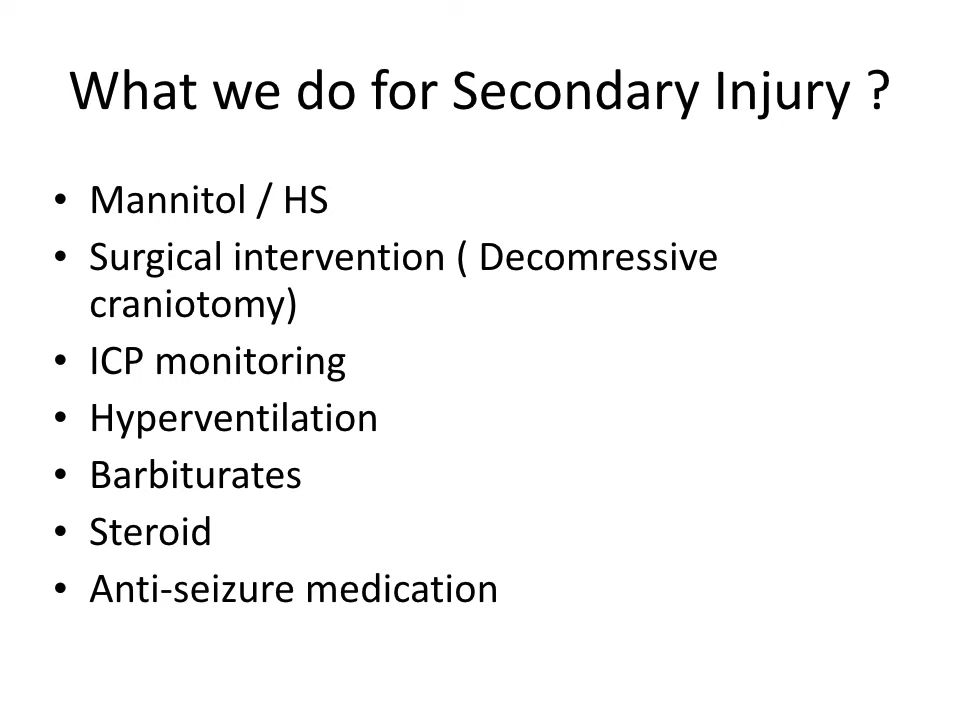 What we do for Secondary Injury ?
• Mannitol / HS
• Surgical intervention ( Decomressive
craniotomy)
• ICP monitoring
• Hyperventilation
• Barbiturates
• Steroid
• Anti-seizure medication